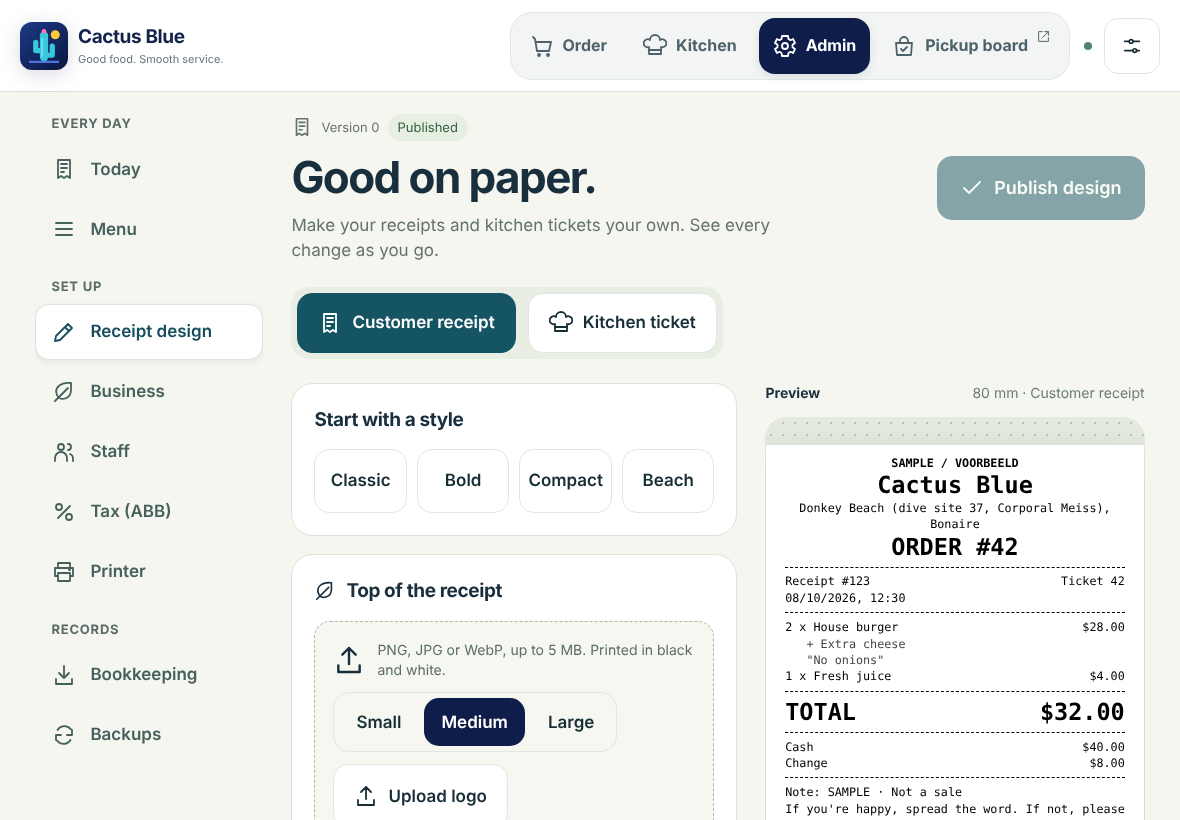 Cactus Blue
Good food. Smooth service.
Order
Kitchen
Admin
Pickup board
EVERY DAY
Today
Menu
SET UP
Receipt design
Business
Staff
Tax (ABB)
Printer
RECORDS
Bookkeeping
Backups
Version 0
Published
Good on paper.
Make your receipts and kitchen tickets your own. See every
change as you go.
Publish design
Customer receipt
Kitchen ticket
Start with a style
Classic
Bold
Compact
Beach
Top of the receipt
PNG, JPG or WebP, up to 5 MB. Printed in black
and white.
Small
Medium
Large
Upload logo
Preview
80 mm · Customer receipt
SAMPLE / VOORBEELD
Cactus Blue
Donkey Beach (dive site 37, Corporal Meiss),
Bonaire
ORDER #42
Receipt #123 Ticket 42
08/10/2026, 12:30
2 x House burger $28.00
+ Extra cheese
"No onions"
1 x Fresh juice $4.00
TOTAL $32.00
Cash $40.00
Change $8.00
Note: SAMPLE · Not a sale
If you're happy, spread the word. If not, please